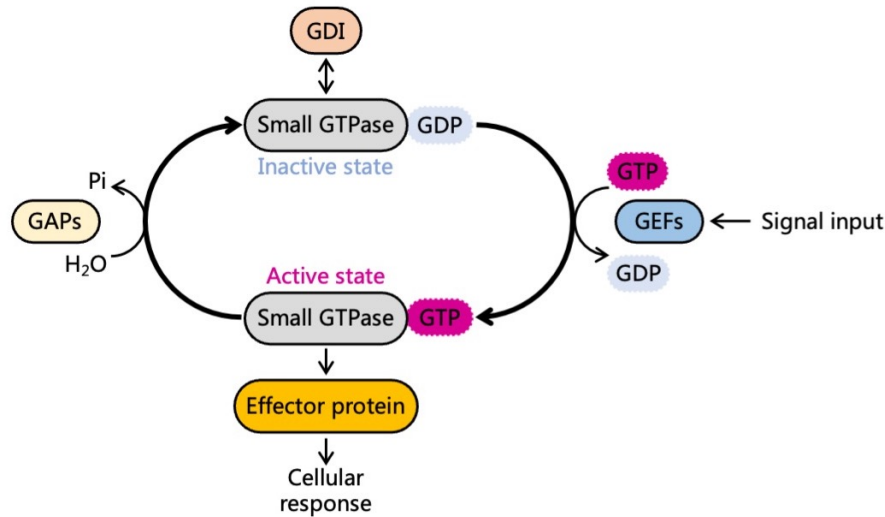 GDI
Small GTPase GDP
Inactive state
Pi
GAPs
H₂O
GTP
GEFs
Signal input
GDP
Active state
Small GTPase GTP
Effector protein
Cellular
response